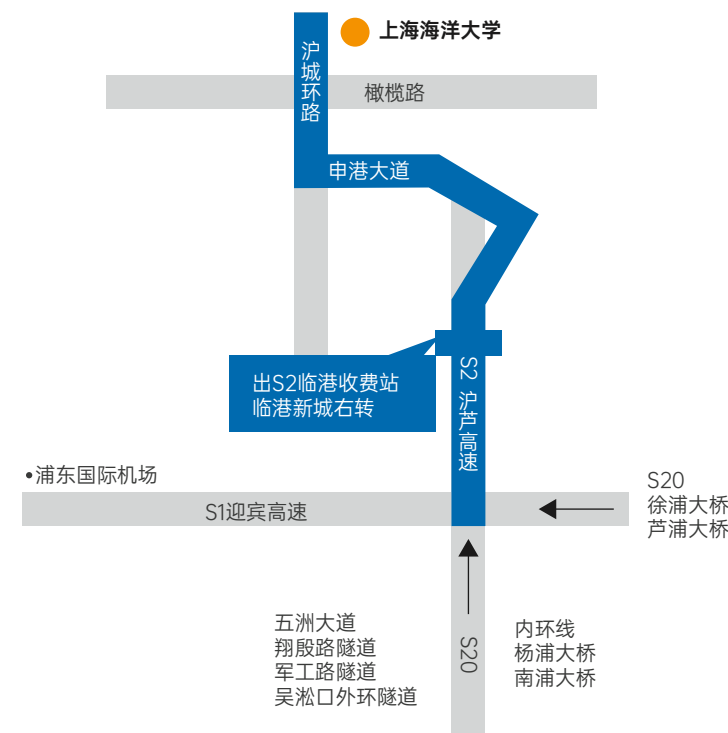 上海海洋大学
沪城环路
橄榄路
申港大道
出S2临港收费站
临港新城右转
S2 沪芦高速
•浦东国际机场
S1迎宾高速
S20
徐浦大桥
芦浦大桥
五洲大道
翔殷路隧道
军工路隧道
吴淞口外环隧道
S20
内环线
杨浦大桥
南浦大桥